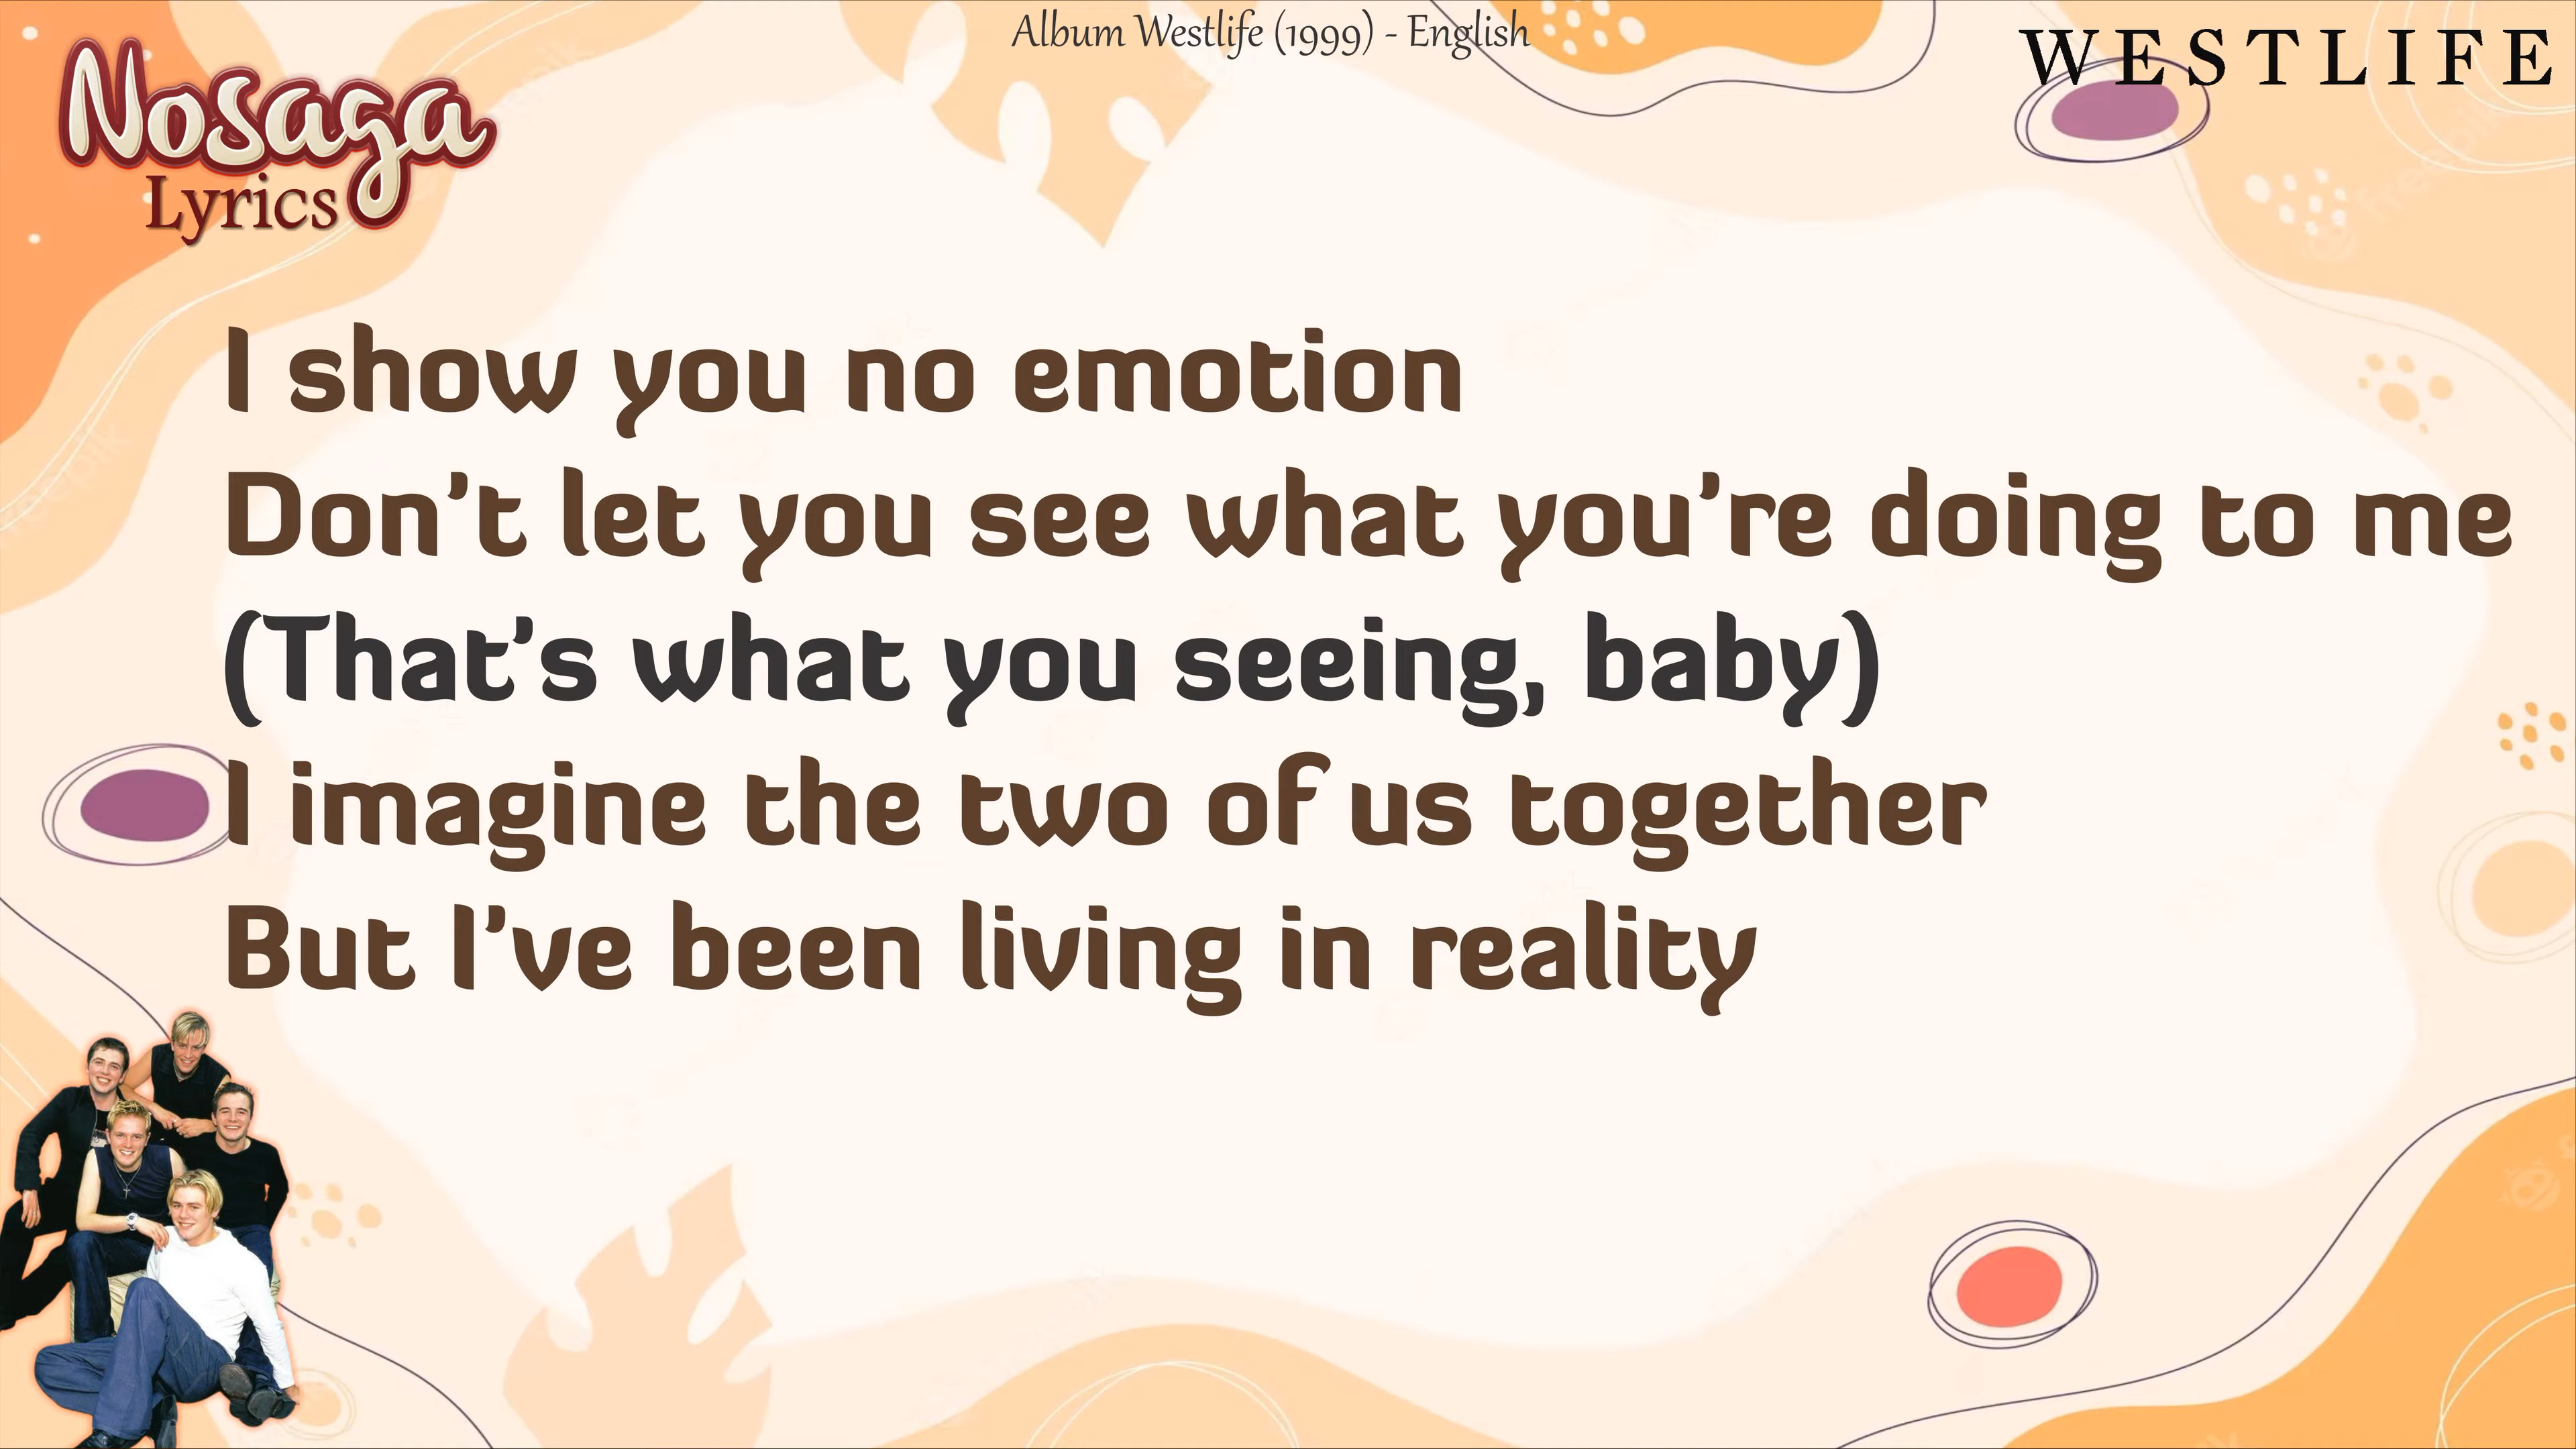 Album Westlife (1999) - English
WESTLIFE
Nosaga
Lyrics
I show you no emotion
Don't let you see what you're doing to me
(That's what you seeing, baby)
I imagine the two of us together
But I've been living in reality